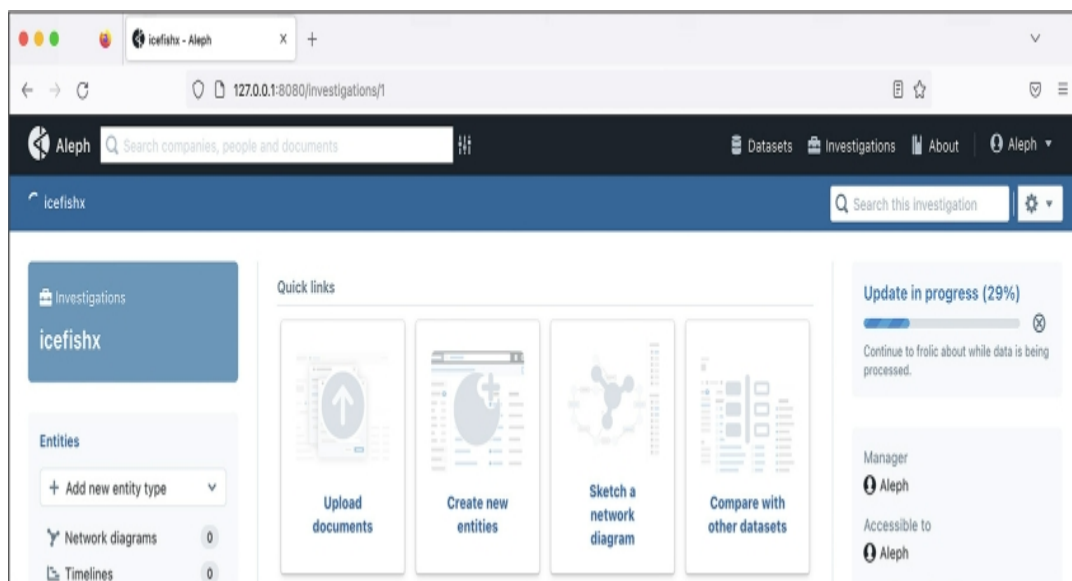 icefishx - Aleph
127.0.0.1:8080/investigations/1
Aleph
Search companies, people and documents
Datasets
Investigations
About
Aleph
icefishx
Search this investigation
Investigations
icefishx
Entities
+ Add new entity type
Network diagrams 0
Timelines 0
Quick links
Upload
documents
Create new
entities
Sketch a
network
diagram
Compare with
other datasets
Update in progress (29%)
Continue to frolic about while data is being
processed.
Manager
Aleph
Accessible to
Aleph